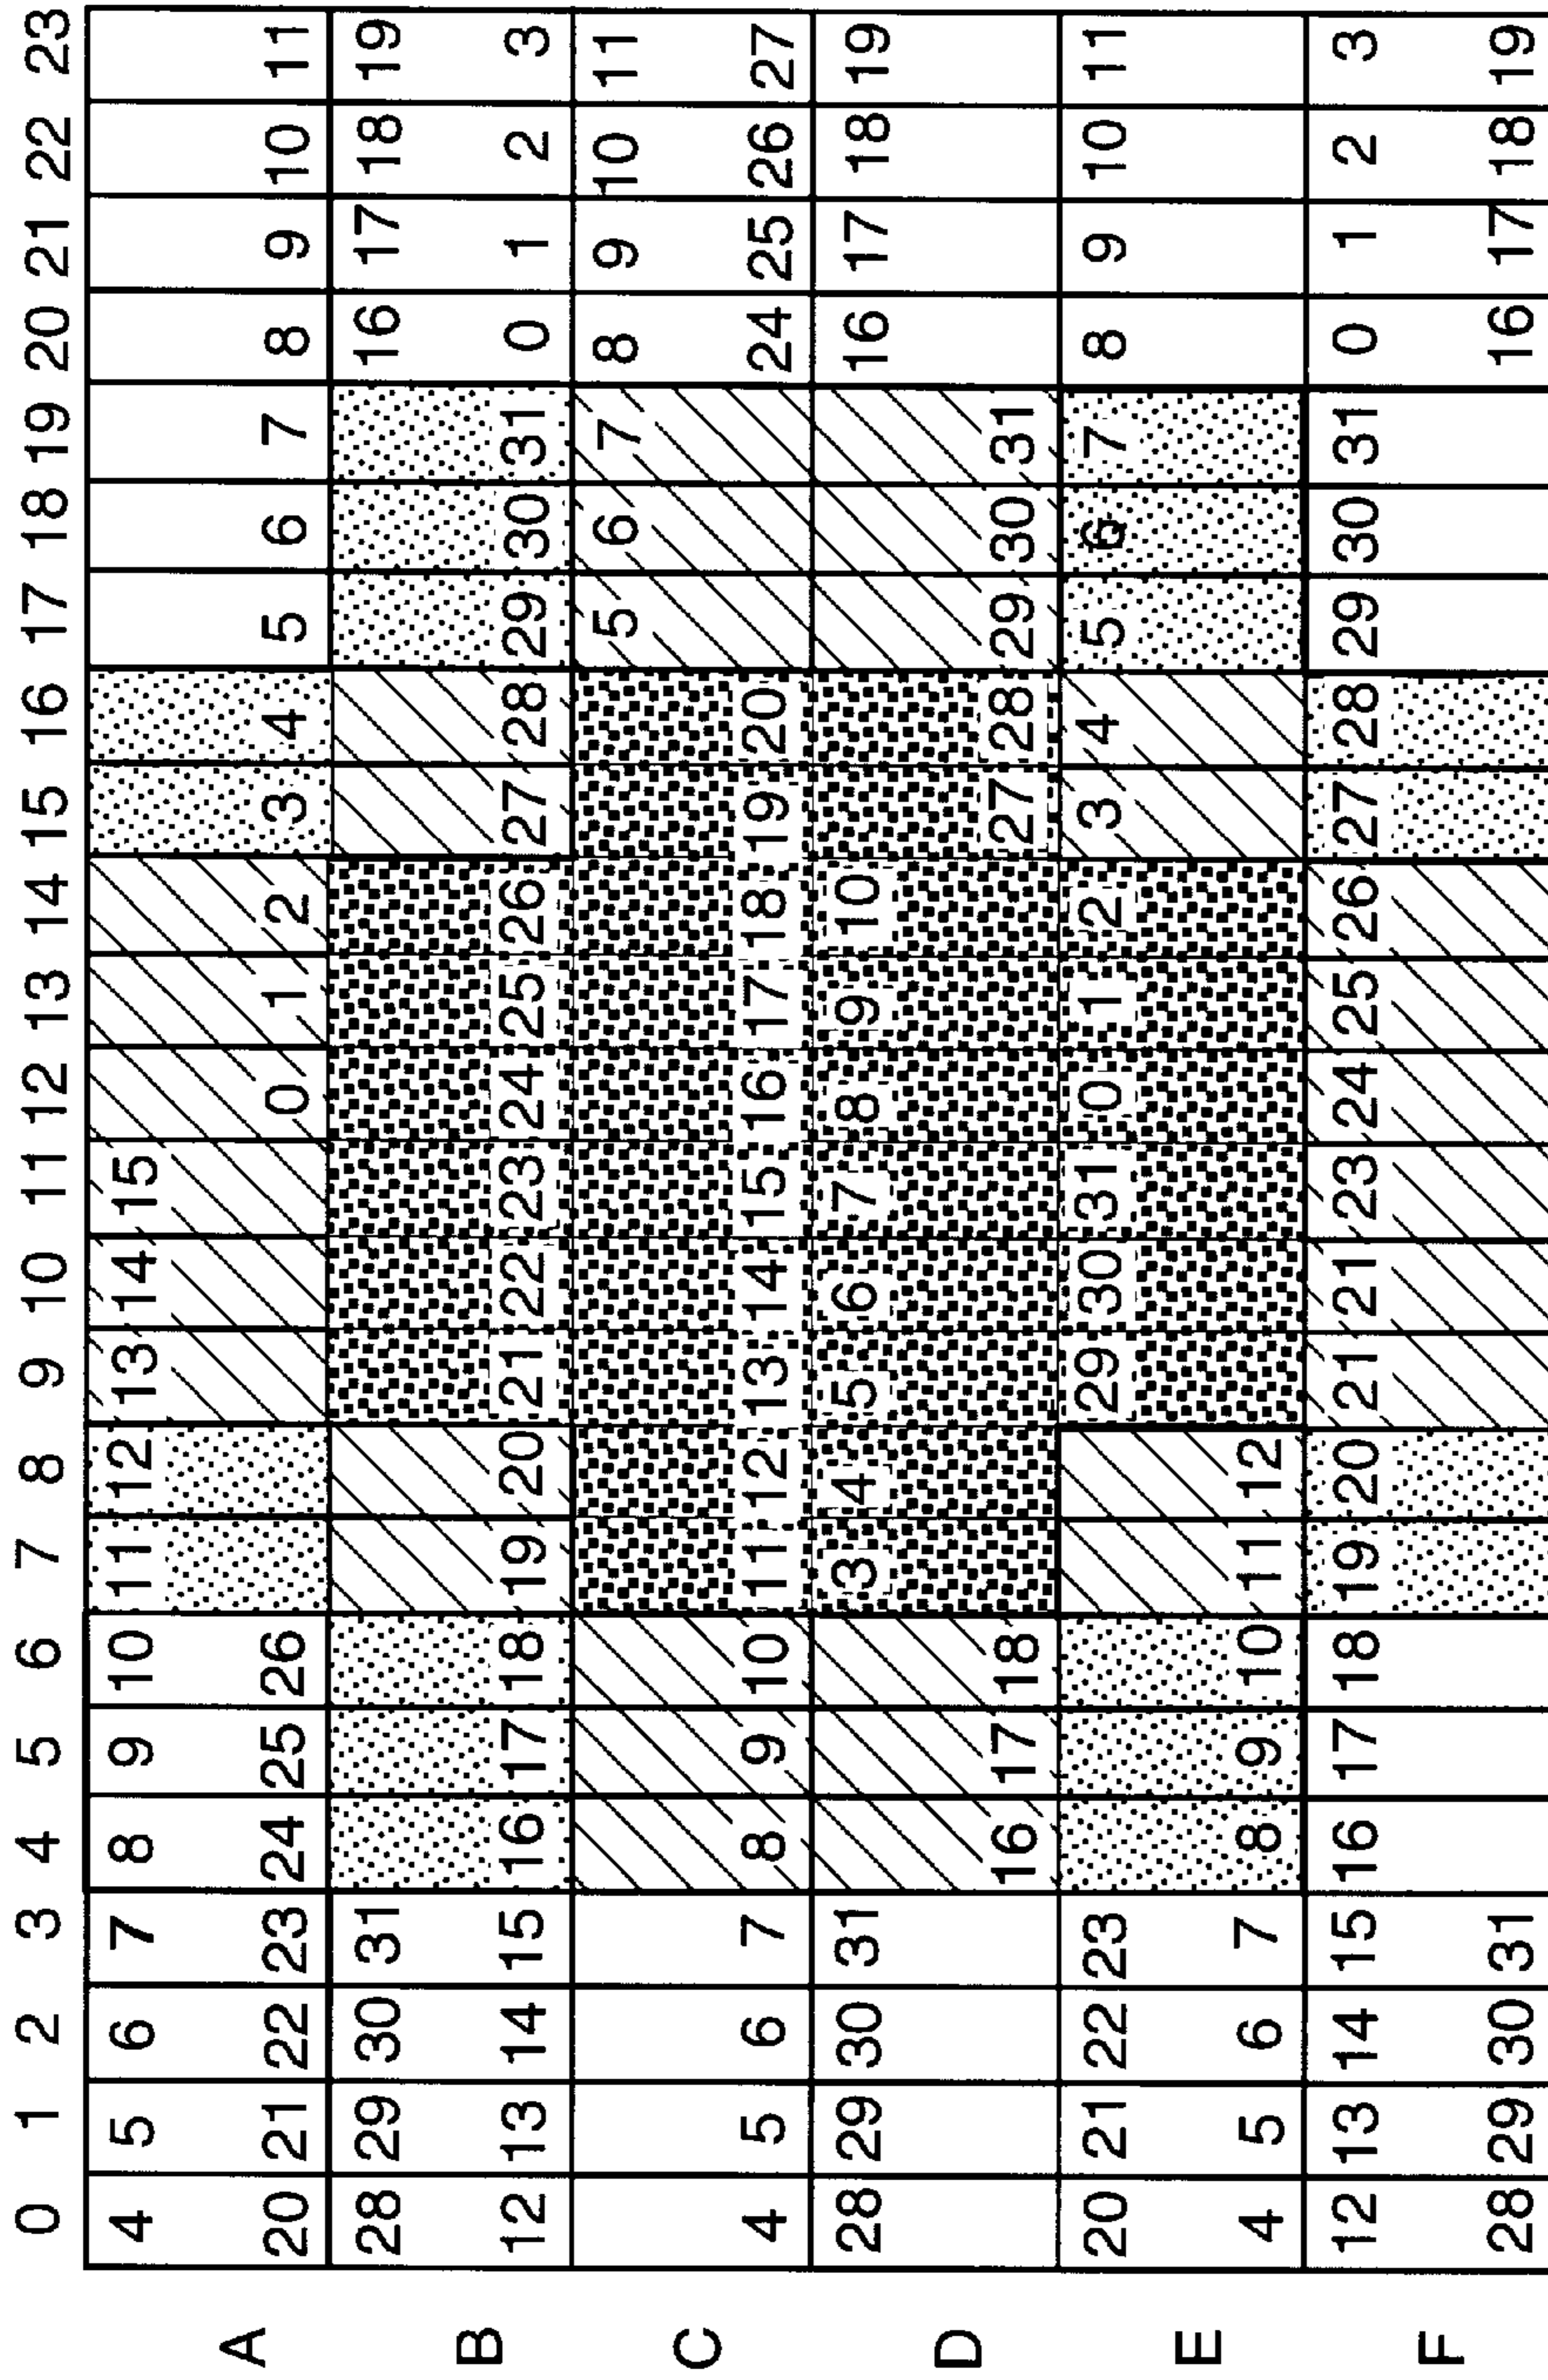 0 1 2 3 4 5 6 7 8 9 10 11 12 13 14 15 16 17 18 19 20 21 22 23
4 5 6 7 8 9 10 11 12 13 14 15
A 20 21 22 23 24 25 26 0 1 2 3 4 5 6 7 8 9 10 11
28 29 30 31 16 17 18 19
B 12 13 14 15 16 17 18 19 20 21 22 23 24 25 26 27 28 29 30 31 0 1 2 3
5 6 7 8 9 10 11
C 4 5 6 7 8 9 10 11 12 13 14 15 16 17 18 19 20 24 25 26 27
28 29 30 31 3 4 5 6 7 8 9 10 16 17 18 19
D 16 17 18 27 28 29 30 31
20 21 22 23 29 30 31 0 1 2 3 4 5 6 7 8 9 10 11
E 4 5 6 7 8 9 10 11 12
12 13 14 15 16 17 18 19 20 21 21 23 24 25 26 27 28 29 30 31 0 1 2 3
F 28 29 30 31 16 17 18 19